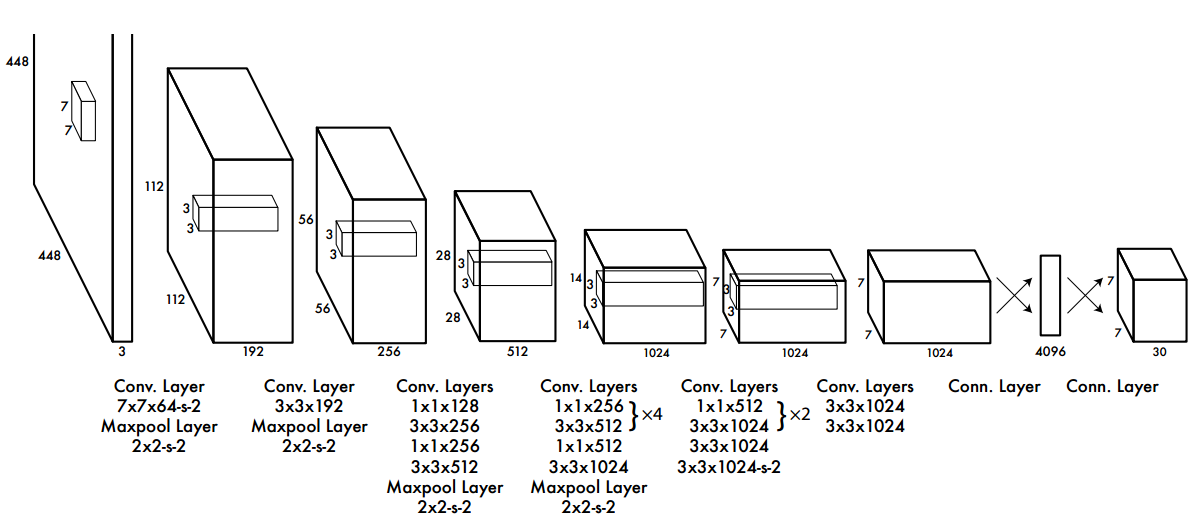 448
7
7
448
3
112
3
3
112
192
56
3
3
56
256
28
3
3
28
512
14
3
3
14
1024
7
3
3
7
1024
7
7
1024
4096
7
7
30
Conv. Layer
7x7x64-s-2
Maxpool Layer
2x2-s-2
Conv. Layer
3x3x192
Maxpool Layer
2x2-s-2
Conv. Layers
1x1x128
3x3x256
1x1x256
3x3x512
Maxpool Layer
2x2-s-2
Conv. Layers
1x1x256
3x3x512
}×4
1x1x512
3x3x1024
Maxpool Layer
2x2-s-2
Conv. Layers
1x1x512
3x3x1024
}×2
3x3x1024
3x3x1024-s-2
Conv. Layers
3x3x1024
3x3x1024
Conn. Layer
Conn. Layer